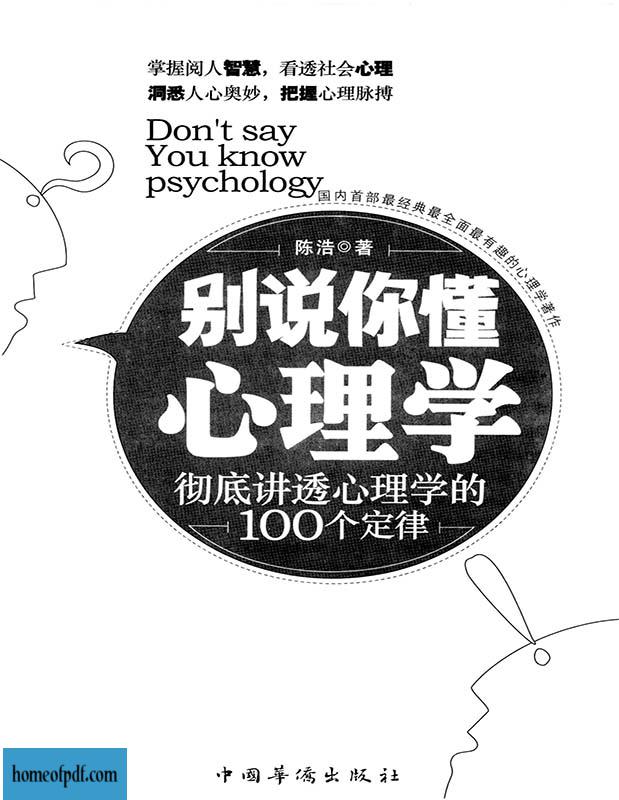 掌握阅人智慧，看透社会心理
洞悉人心奥妙，把握心理脉搏
Don't say
You know
psychology
国内首部最经典最全面最有趣的心理学著作
陈浩◎著
别说你懂
心理学
彻底讲透心理学的
100个定律
homeofpdf.com
中國華僑出版社